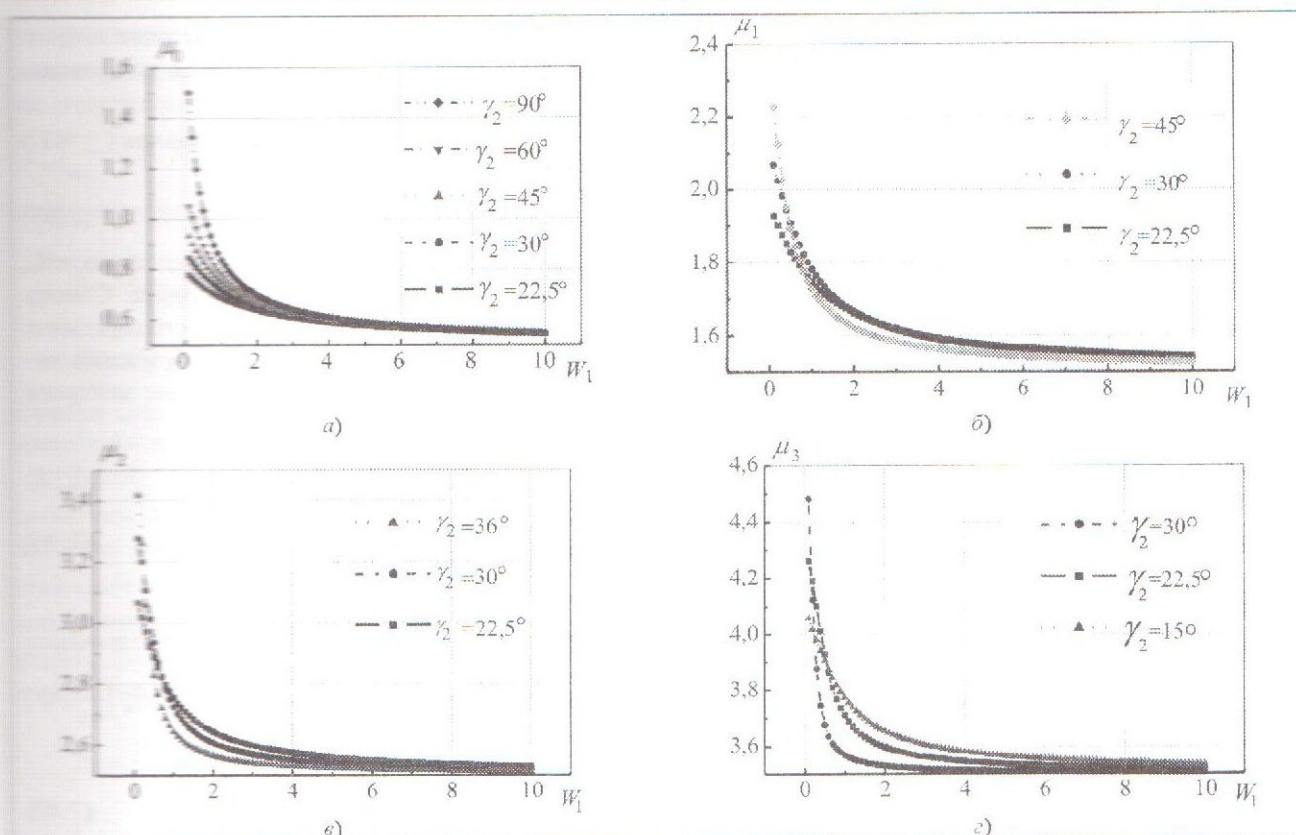 μ₀
1,6
1,4
1,2
1,0
0,8
0,6
0 2 4 6 8 10
W₁
γ₂=90°
γ₂=60°
γ₂=45°
γ₂=30°
γ₂=22,5°
а)
μ₁
2,4
2,2
2,0
1,8
1,6
0 2 4 6 8 10
W₁
γ₂=45°
γ₂=30°
γ₂=22,5°
б)
μ₂
3,4
3,2
3,0
2,8
2,6
0 2 4 6 8 10
W₁
γ₂=36°
γ₂=30°
γ₂=22,5°
в)
μ₃
4,6
4,4
4,2
4,0
3,8
3,6
0 2 4 6 8 10
W₁
γ₂=30°
γ₂=22,5°
γ₂=15°
г)